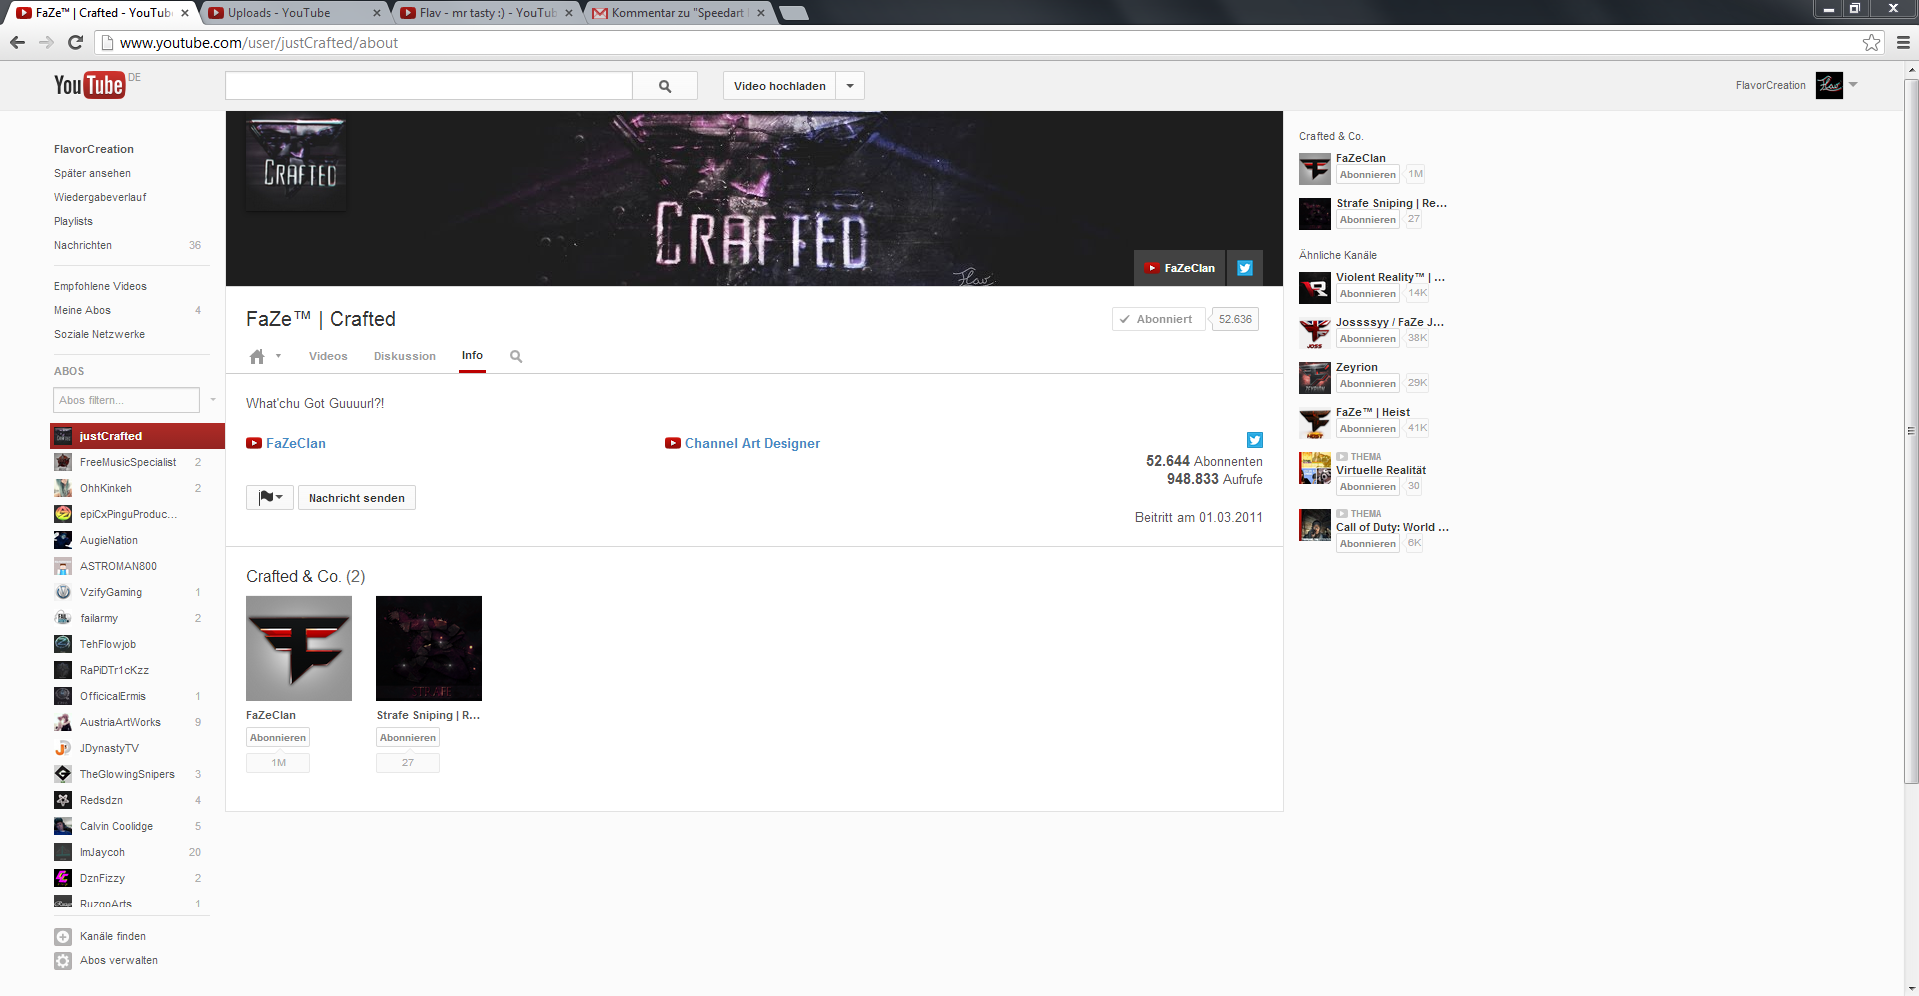 FaZe™ | Crafted - YouTub
Uploads - YouTube
Flav - mr tasty :) - YouTub
Kommentar zu "Speedart
www.youtube.com/user/justCrafted/about
YouTube DE
Video hochladen
FlavorCreation
FlavorCreation
Später ansehen
Wiedergabeverlauf
Playlists
Nachrichten 36
Empfohlene Videos
Meine Abos 4
Soziale Netzwerke
ABOS
Abos filtern...
justCrafted
FreeMusicSpecialist 2
OhhKinkeh 2
epiCxPinguProduc...
AugieNation
ASTROMAN800
VzifyGaming 1
failarmy 2
TehFlowjob
RaPiDTr1cKzz
OfficicalErmis 1
AustriaArtWorks 9
JDynastyTV
TheGlowingSnipers 3
Redsdzn 4
Calvin Coolidge 5
ImJaycoh 20
DznFizzy 2
RuzgoArts 1
Kanäle finden
Abos verwalten
CRAFTED
CRAFTED
Flav
FaZeClan
FaZe™ | Crafted
Abonniert 52.636
Videos
Diskussion
Info
What'chu Got Guuuurl?!
FaZeClan
Channel Art Designer
52.644 Abonnenten
948.833 Aufrufe
Nachricht senden
Beitritt am 01.03.2011
Crafted & Co. (2)
STRAFE
FaZeClan
Abonnieren
1M
Strafe Sniping | R...
Abonnieren
27
Crafted & Co.
FaZeClan
Abonnieren 1M
Strafe Sniping | Re...
Abonnieren 27
Ähnliche Kanäle
Violent Reality™ | ...
Abonnieren 14K
Jossssyy / FaZe J...
Abonnieren 38K
JOSS
Zeyrion
Abonnieren 29K
FaZe™ | Heist
Abonnieren 41K
HEIST
THEMA
Virtuelle Realität
Abonnieren 30
THEMA
Call of Duty: World ...
Abonnieren 6K